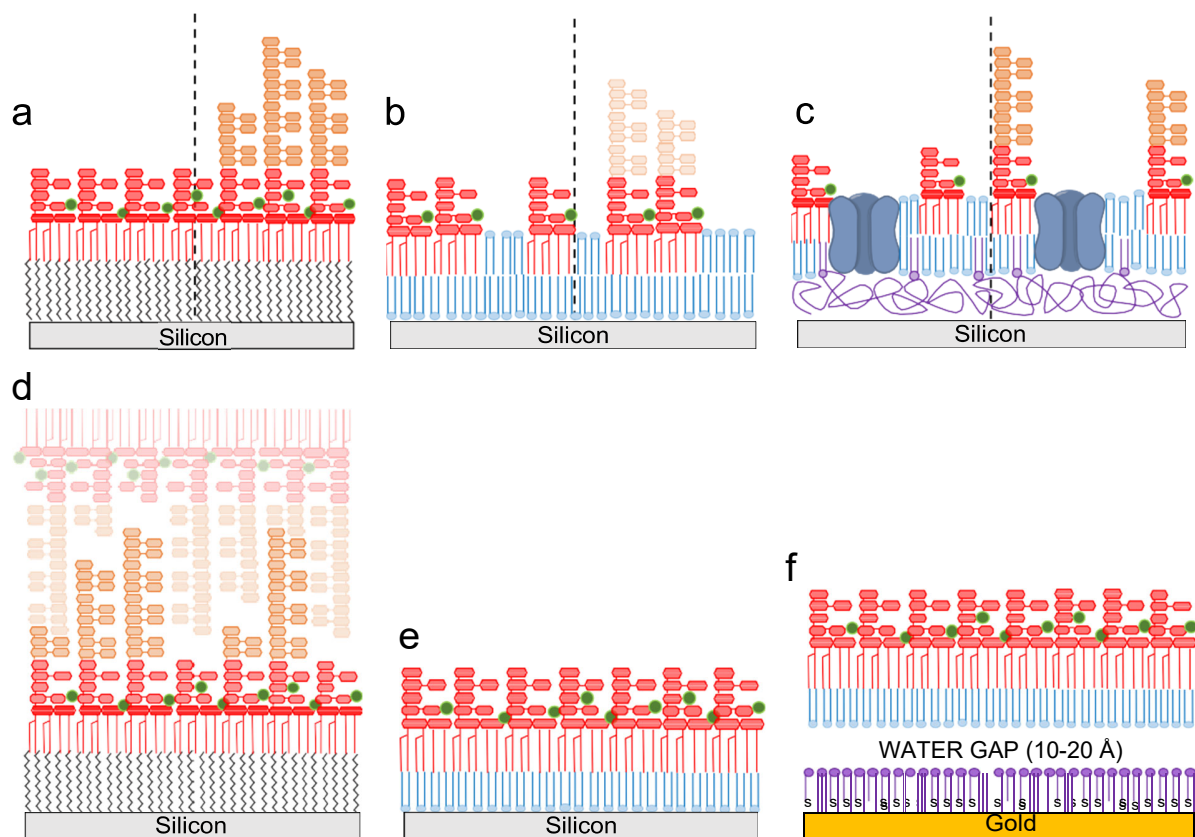 a
b
c
Silicon
Silicon
Silicon
d
e
f
WATER GAP (10-20 Å)
S S S S S S S S S S S S S S S S S S S
Silicon
Silicon
Gold